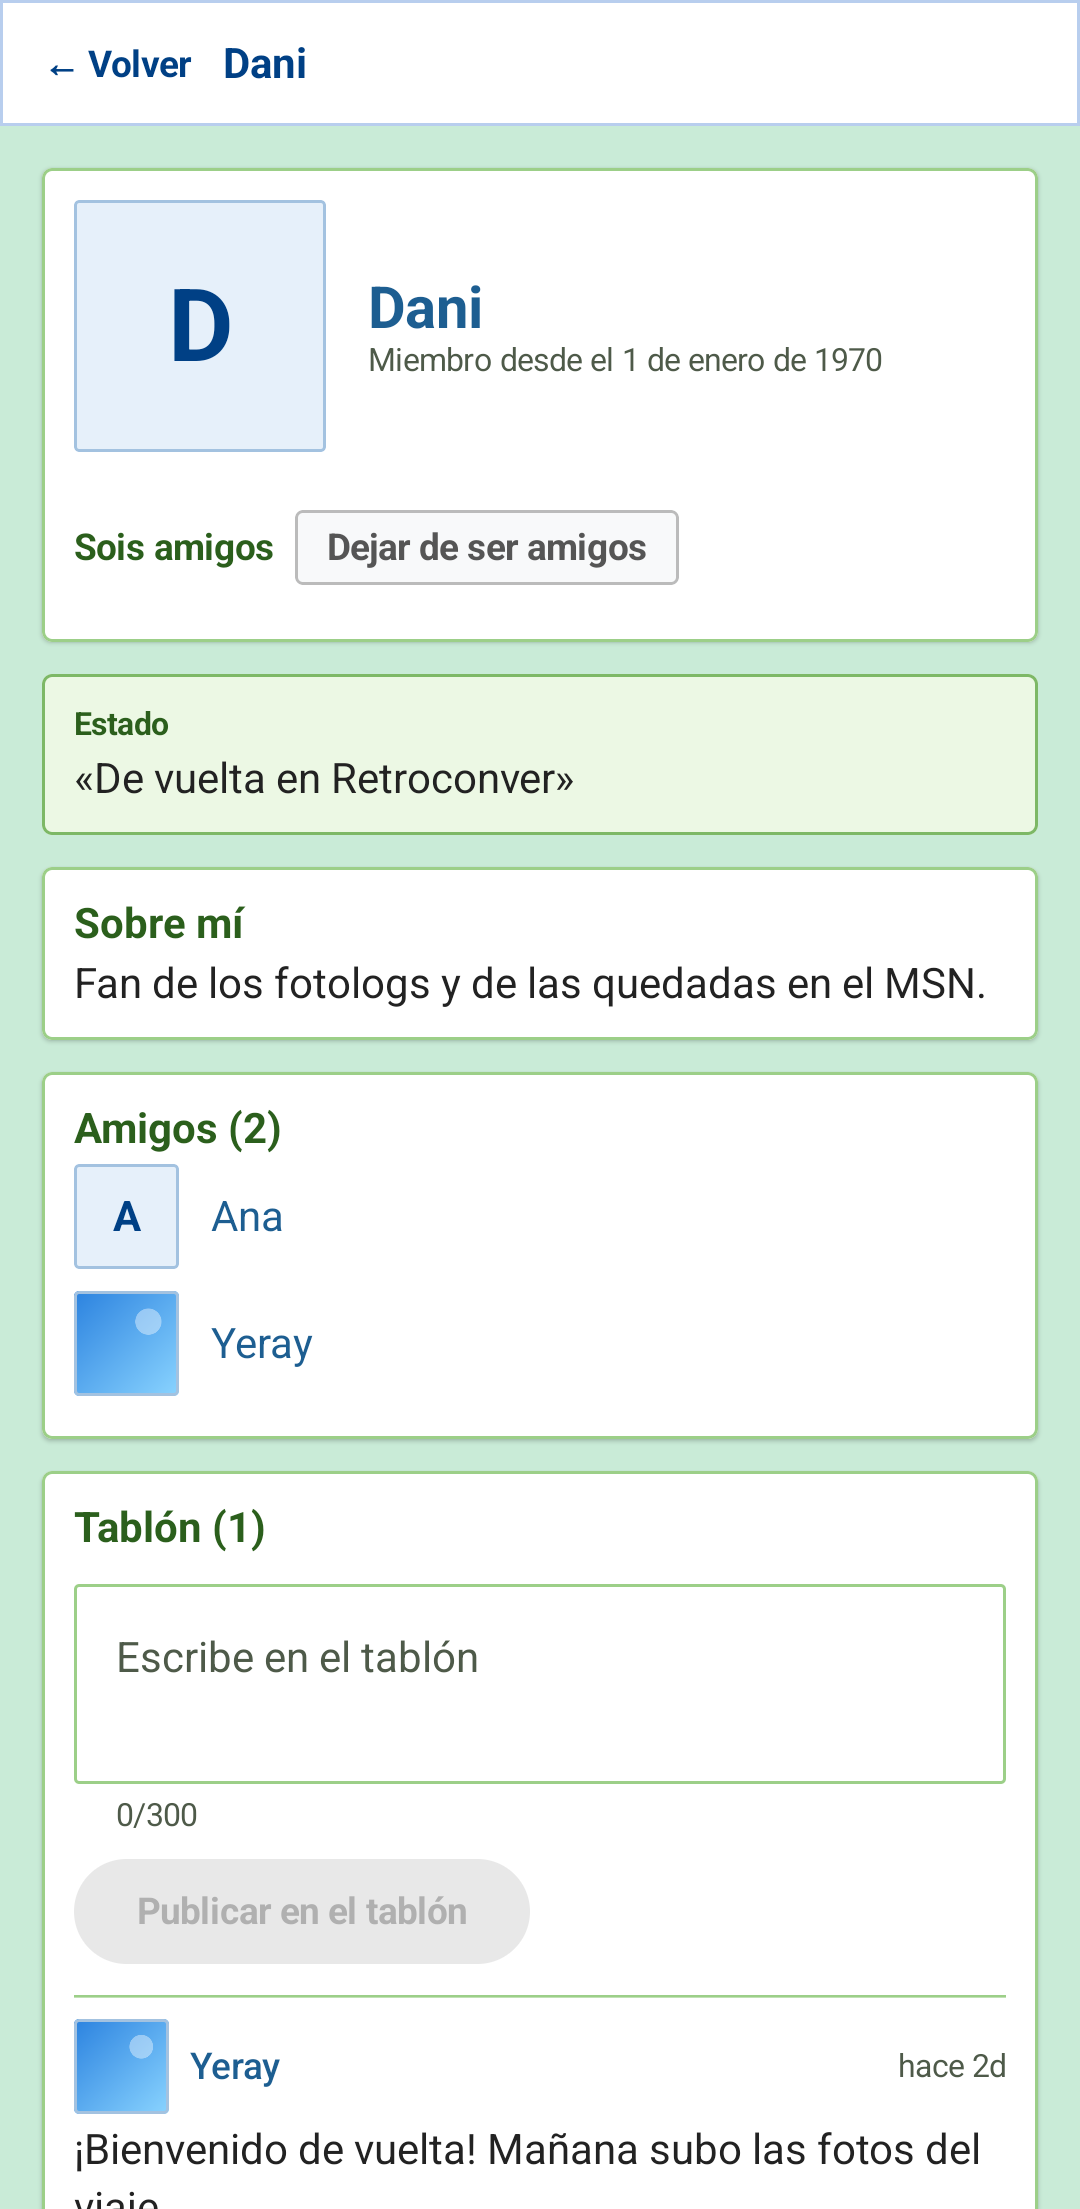 ← Volver Dani
D
Dani
Miembro desde el 1 de enero de 1970
Sois amigos Dejar de ser amigos
Estado
«De vuelta en Retroconver»
Sobre mí
Fan de los fotologs y de las quedadas en el MSN.
Amigos (2)
A Ana
Yeray
Tablón (1)
Escribe en el tablón
0/300
Publicar en el tablón
Yeray hace 2d
¡Bienvenido de vuelta! Mañana subo las fotos del
viaje